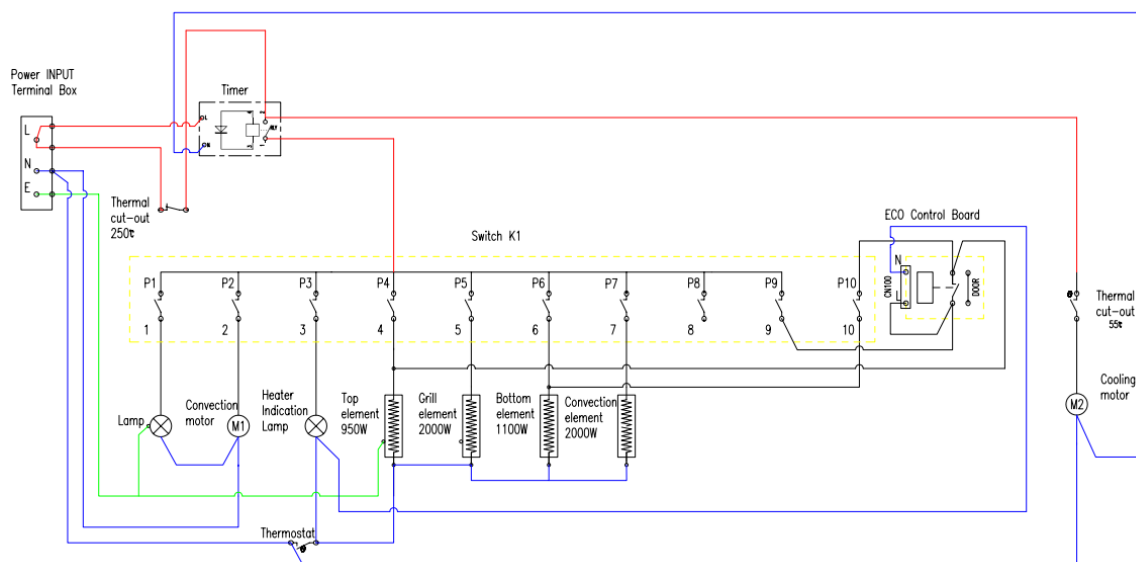 Power INPUT
Terminal Box
L
N
E
Timer
L
N
RLY
Thermal
cut-out
250℃
Switch K1
ECO Control Board
P1
P2
P3
P4
P5
P6
P7
P8
P9
P10
N
CN100
L
DOOR
1
2
3
4
5
6
7
8
9
10
Thermal
cut-out
55℃
Lamp
Convection
motor
M1
Heater
Indication
Lamp
Top
element
950W
Grill
element
2000W
Bottom
element
1100W
Convection
element
2000W
Cooling
motor
M2
Thermostat